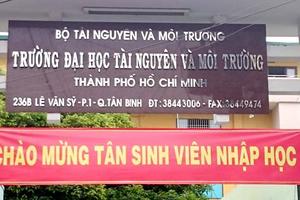 BỘ TÀI NGUYÊN VÀ MÔI TRƯỜNG
TRƯỜNG ĐẠI HỌC TÀI NGUYÊN VÀ MÔI TRƯỜNG
THÀNH PHỐ HỒ CHÍ MINH
236B LÊ VĂN SỸ - P.1 - Q.TÂN BÌNH ĐT: 38443006 - FAX: 38449474
CHÀO MỪNG TÂN SINH VIÊN NHẬP HỌC